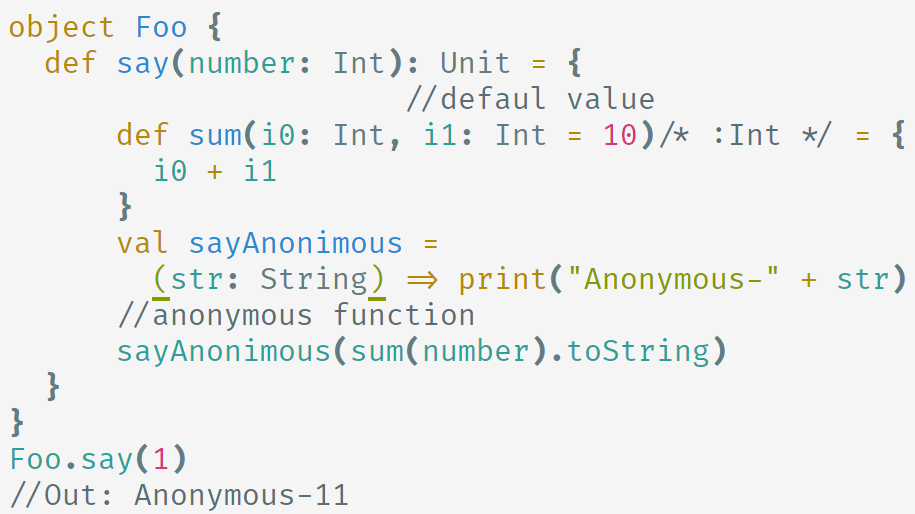 object Foo {
  def say(number: Int): Unit = {
                      //defaul value
      def sum(i0: Int, i1: Int = 10)/* :Int */ = {
        i0 + i1
      }
      val sayAnonimous =
        (str: String) => print("Anonymous-" + str)
      //anonymous function
      sayAnonimous(sum(number).toString)
  }
}
Foo.say(1)
//Out: Anonymous-11